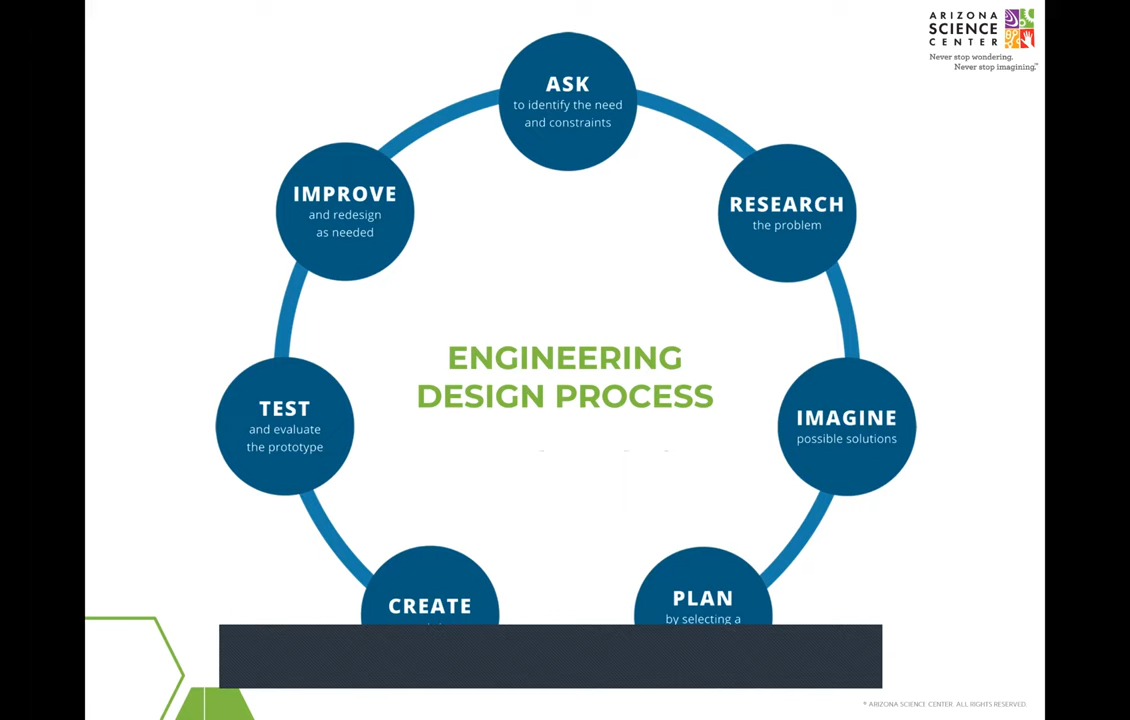 ARIZONA
SCIENCE
CENTER
Never stop wondering.
Never stop imagining.™
ASK
to identify the need
and constraints
IMPROVE
and redesign
as needed
RESEARCH
the problem
ENGINEERING
DESIGN PROCESS
TEST
and evaluate
the prototype
IMAGINE
possible solutions
CREATE
PLAN
by selecting a
© ARIZONA SCIENCE CENTER. ALL RIGHTS RESERVED.